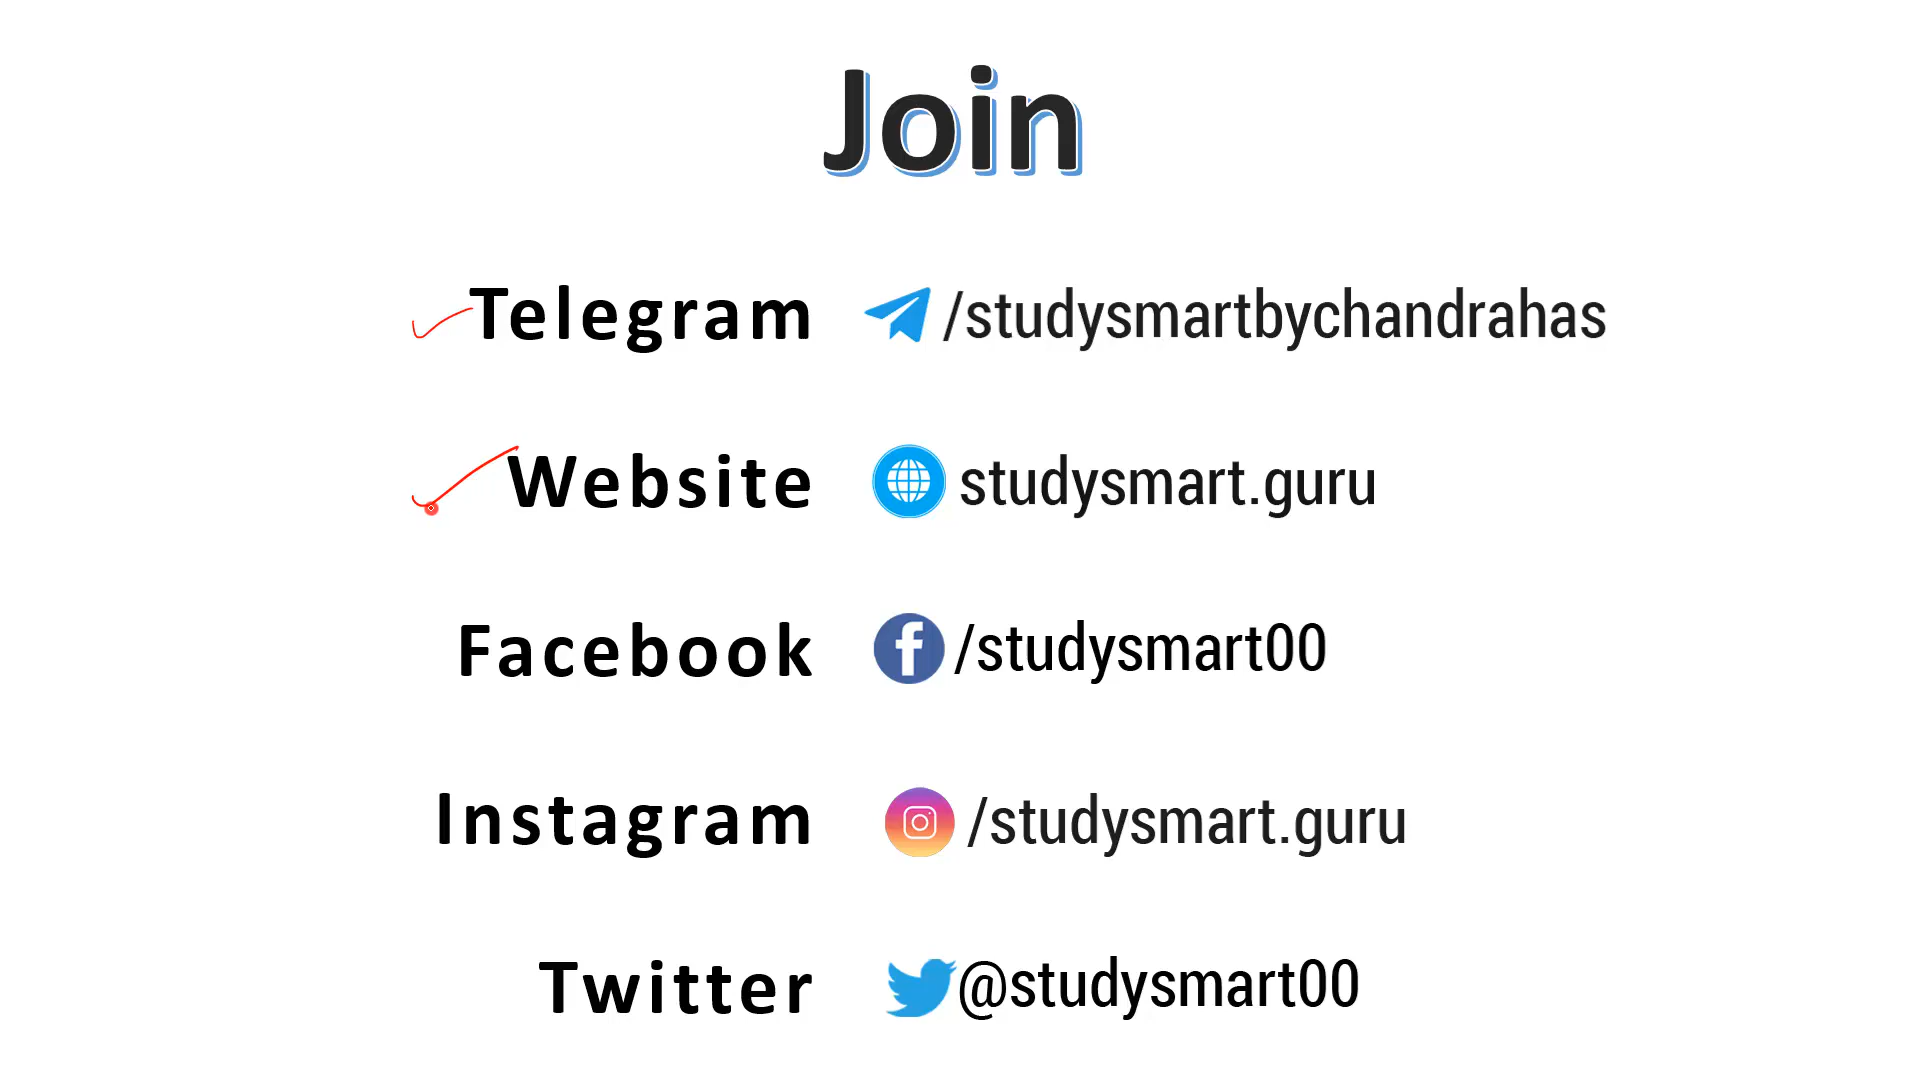 Join
Telegram /studysmartbychandrahas
Website studysmart.guru
Facebook /studysmart00
Instagram /studysmart.guru
Twitter @studysmart00